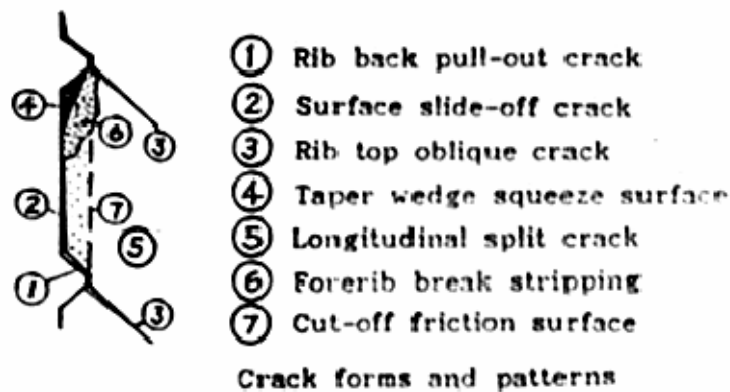 ① Rib back pull-out crack
② Surface slide-off crack
③ Rib top oblique crack
④ Taper wedge squeeze surface
⑤ Longitudinal split crack
⑥ Forerib break stripping
⑦ Cut-off friction surface
Crack forms and patterns
④
⑥
③
②
⑦
⑤
①
③